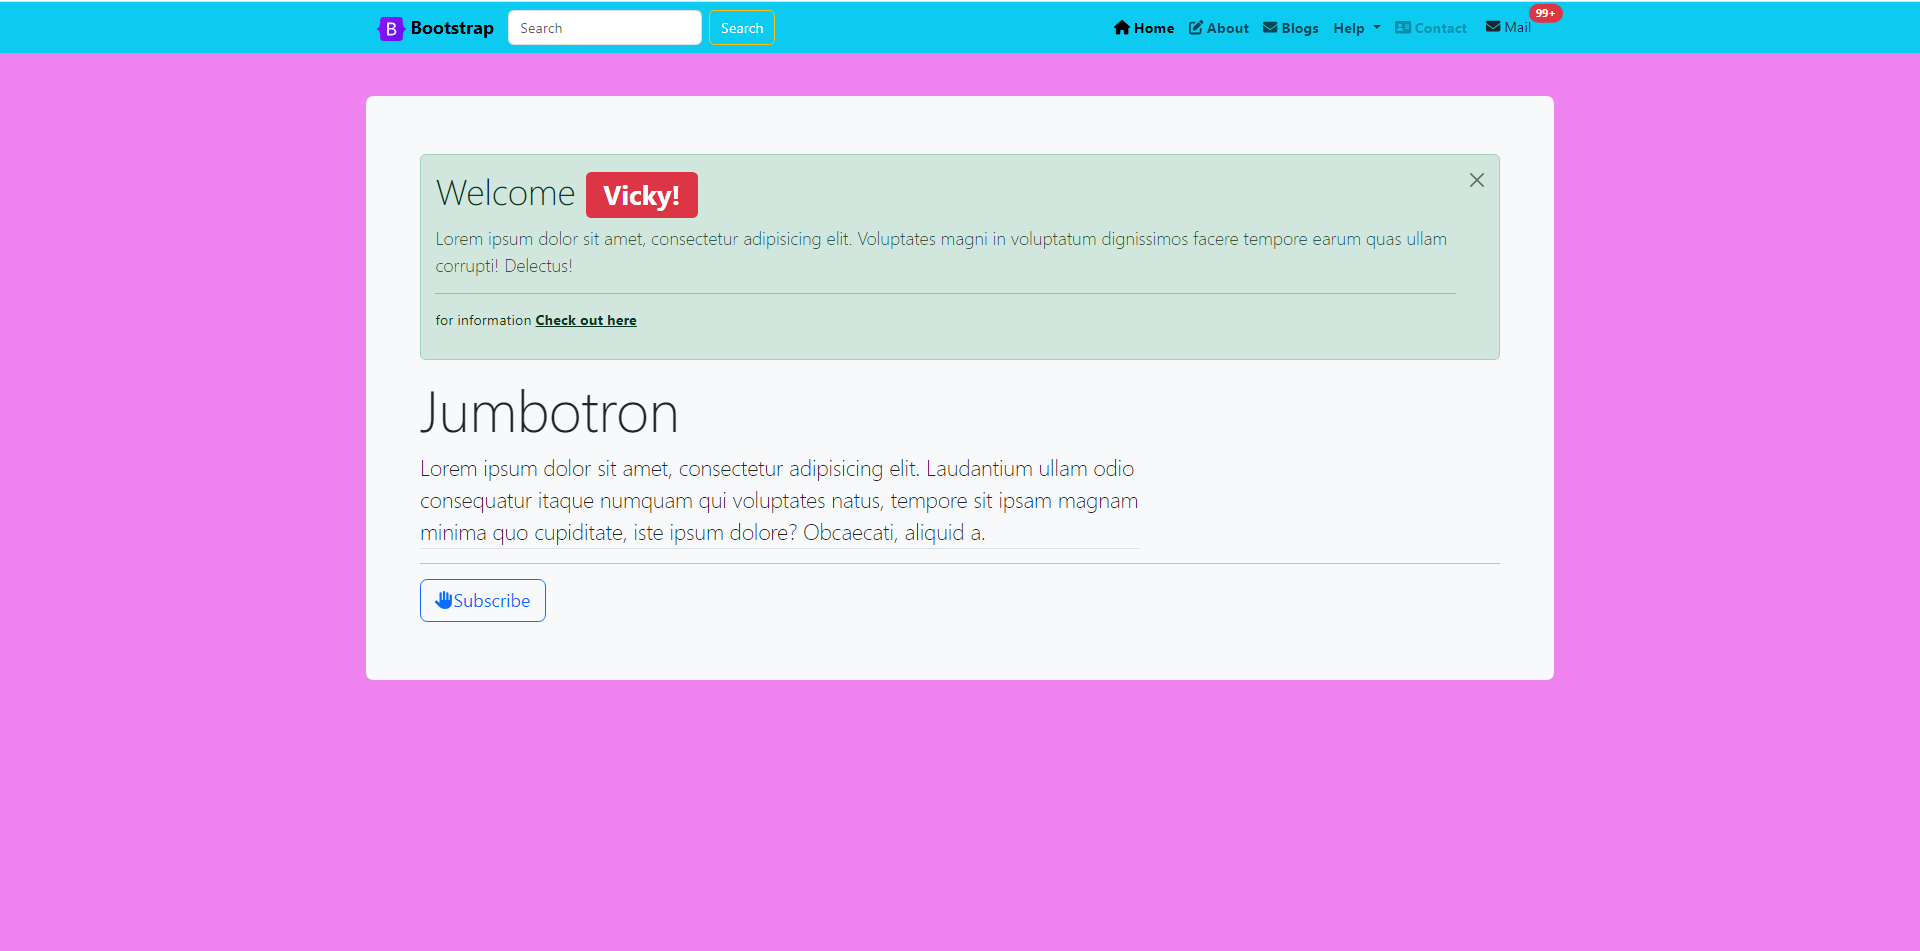 B Bootstrap Search Search Home About Blogs Help Contact Mail 99+
Welcome Vicky!
Lorem ipsum dolor sit amet, consectetur adipisicing elit. Voluptates magni in voluptatum dignissimos facere tempore earum quas ullam
corrupti! Delectus!
for information Check out here
Jumbotron
Lorem ipsum dolor sit amet, consectetur adipisicing elit. Laudantium ullam odio
consequatur itaque numquam qui voluptates natus, tempore sit ipsam magnam
minima quo cupiditate, iste ipsum dolore? Obcaecati, aliquid a.
Subscribe